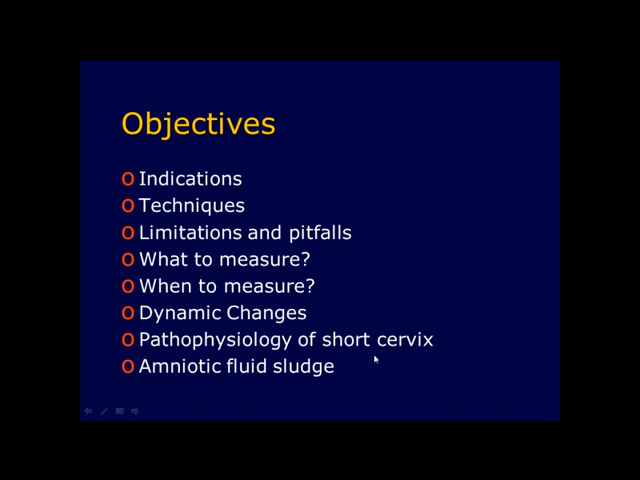 Objectives
o Indications
o Techniques
o Limitations and pitfalls
o What to measure?
o When to measure?
o Dynamic Changes
o Pathophysiology of short cervix
o Amniotic fluid sludge